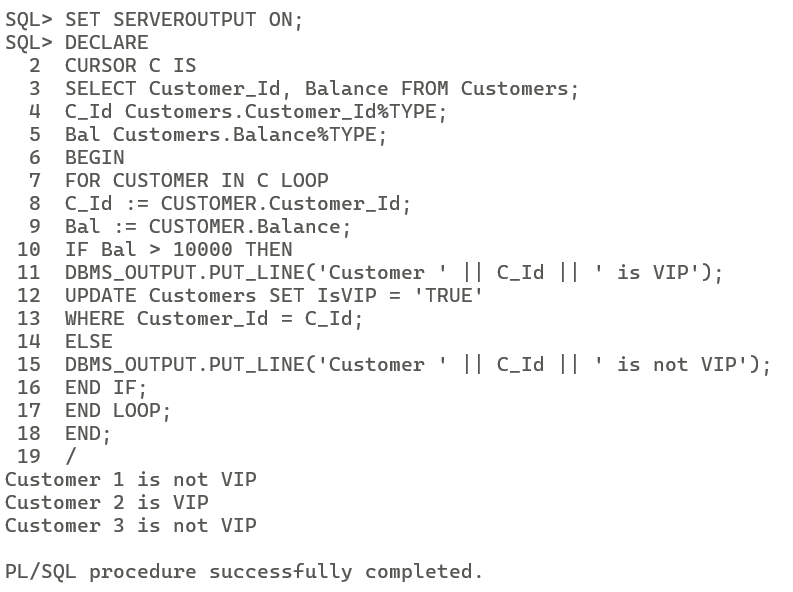 SQL> SET SERVEROUTPUT ON;
SQL> DECLARE
  2  CURSOR C IS
  3  SELECT Customer_Id, Balance FROM Customers;
  4  C_Id Customers.Customer_Id%TYPE;
  5  Bal Customers.Balance%TYPE;
  6  BEGIN
  7  FOR CUSTOMER IN C LOOP
  8  C_Id := CUSTOMER.Customer_Id;
  9  Bal := CUSTOMER.Balance;
 10  IF Bal > 10000 THEN
 11  DBMS_OUTPUT.PUT_LINE('Customer ' || C_Id || ' is VIP');
 12  UPDATE Customers SET IsVIP = 'TRUE'
 13  WHERE Customer_Id = C_Id;
 14  ELSE
 15  DBMS_OUTPUT.PUT_LINE('Customer ' || C_Id || ' is not VIP');
 16  END IF;
 17  END LOOP;
 18  END;
 19  /
Customer 1 is not VIP
Customer 2 is VIP
Customer 3 is not VIP

PL/SQL procedure successfully completed.